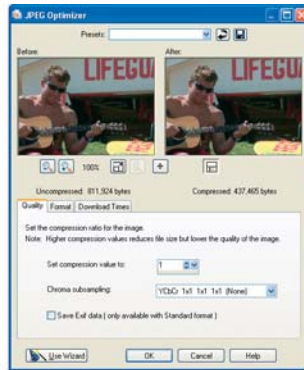 JPEG Optimizer
Presets:
Before:
After:
LIFEGUA
LIFEGUA
100%
Uncompressed: 811,924 bytes
Compressed: 437,465 bytes
Quality Format Download Times
Set the compression ratio for the image.
Note: Higher compression values reduces file size but lower the quality of the image.
Set compression value to:
1
Chroma subsampling:
YCbCr 1x1 1x1 1x1 (None)
Save Exif data ( only available with Standard format )
Use Wizard
OK
Cancel
Help